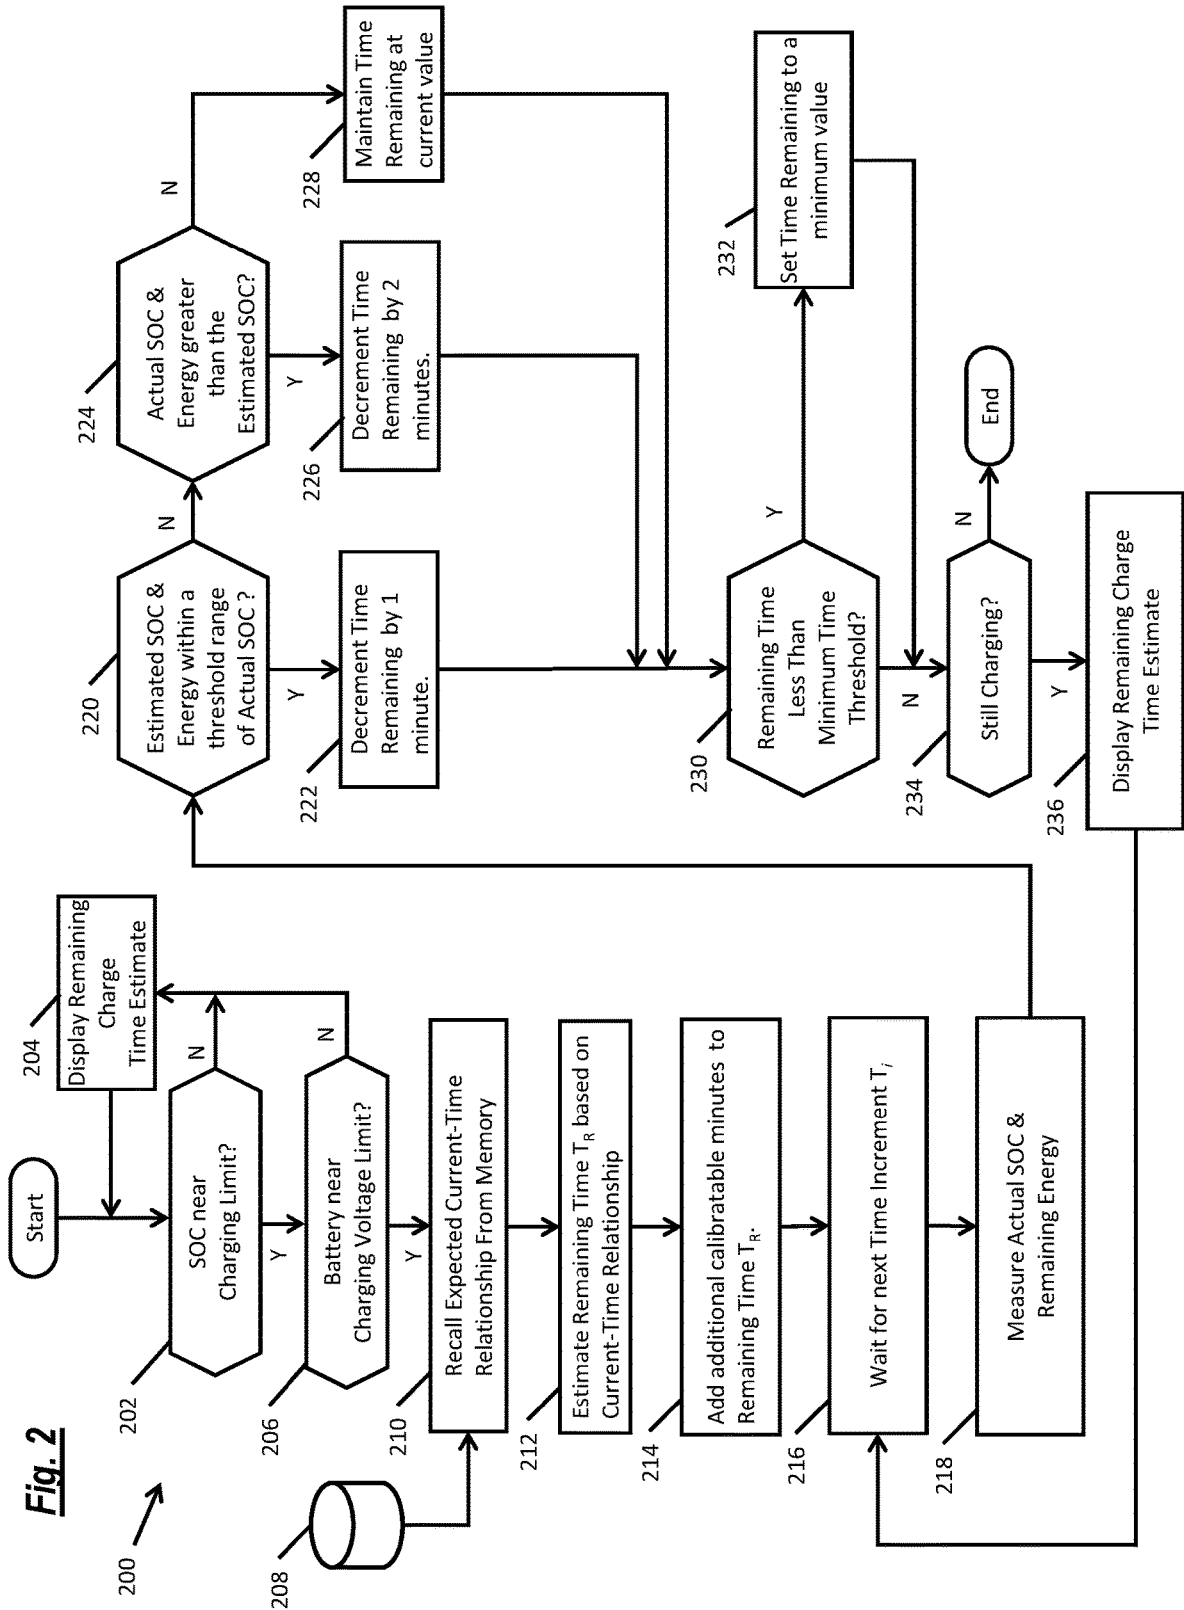 Fig. 2
200
Start
204
Display Remaining
Charge
Time Estimate
202
SOC near
Charging Limit?
N
Y
206
Battery near
Charging Voltage Limit?
N
Y
208
210
Recall Expected Current-Time
Relationship From Memory
212
Estimate Remaining Time TR based on
Current-Time Relationship
214
Add additional calibratable minutes to
Remaining Time TR.
216
Wait for next Time Increment Ti
218
Measure Actual SOC &
Remaining Energy
220
Estimated SOC &
Energy within a
threshold range
of Actual SOC ?
N
Y
222
Decrement Time
Remaining by 1
minute.
224
Actual SOC &
Energy greater
than the
Estimated SOC?
N
Y
226
Decrement Time
Remaining by 2
minutes.
228
Maintain Time
Remaining at
current value
230
Remaining Time
Less Than
Minimum Time
Threshold?
Y
N
232
Set Time Remaining to a
minimum value
234
Still Charging?
N
End
Y
236
Display Remaining Charge
Time Estimate